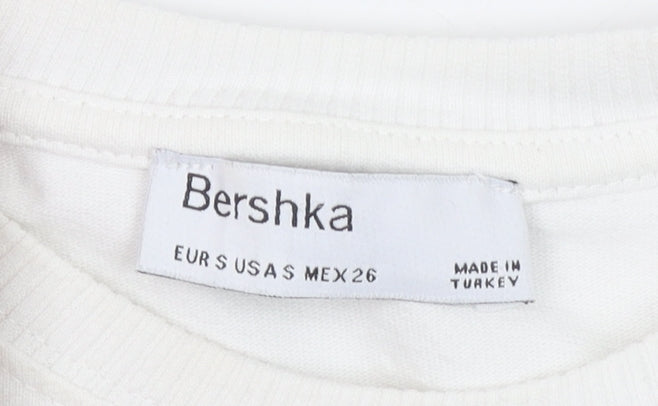 Bershka
EUR S USA S MEX 26
MADE IN
TURKEY